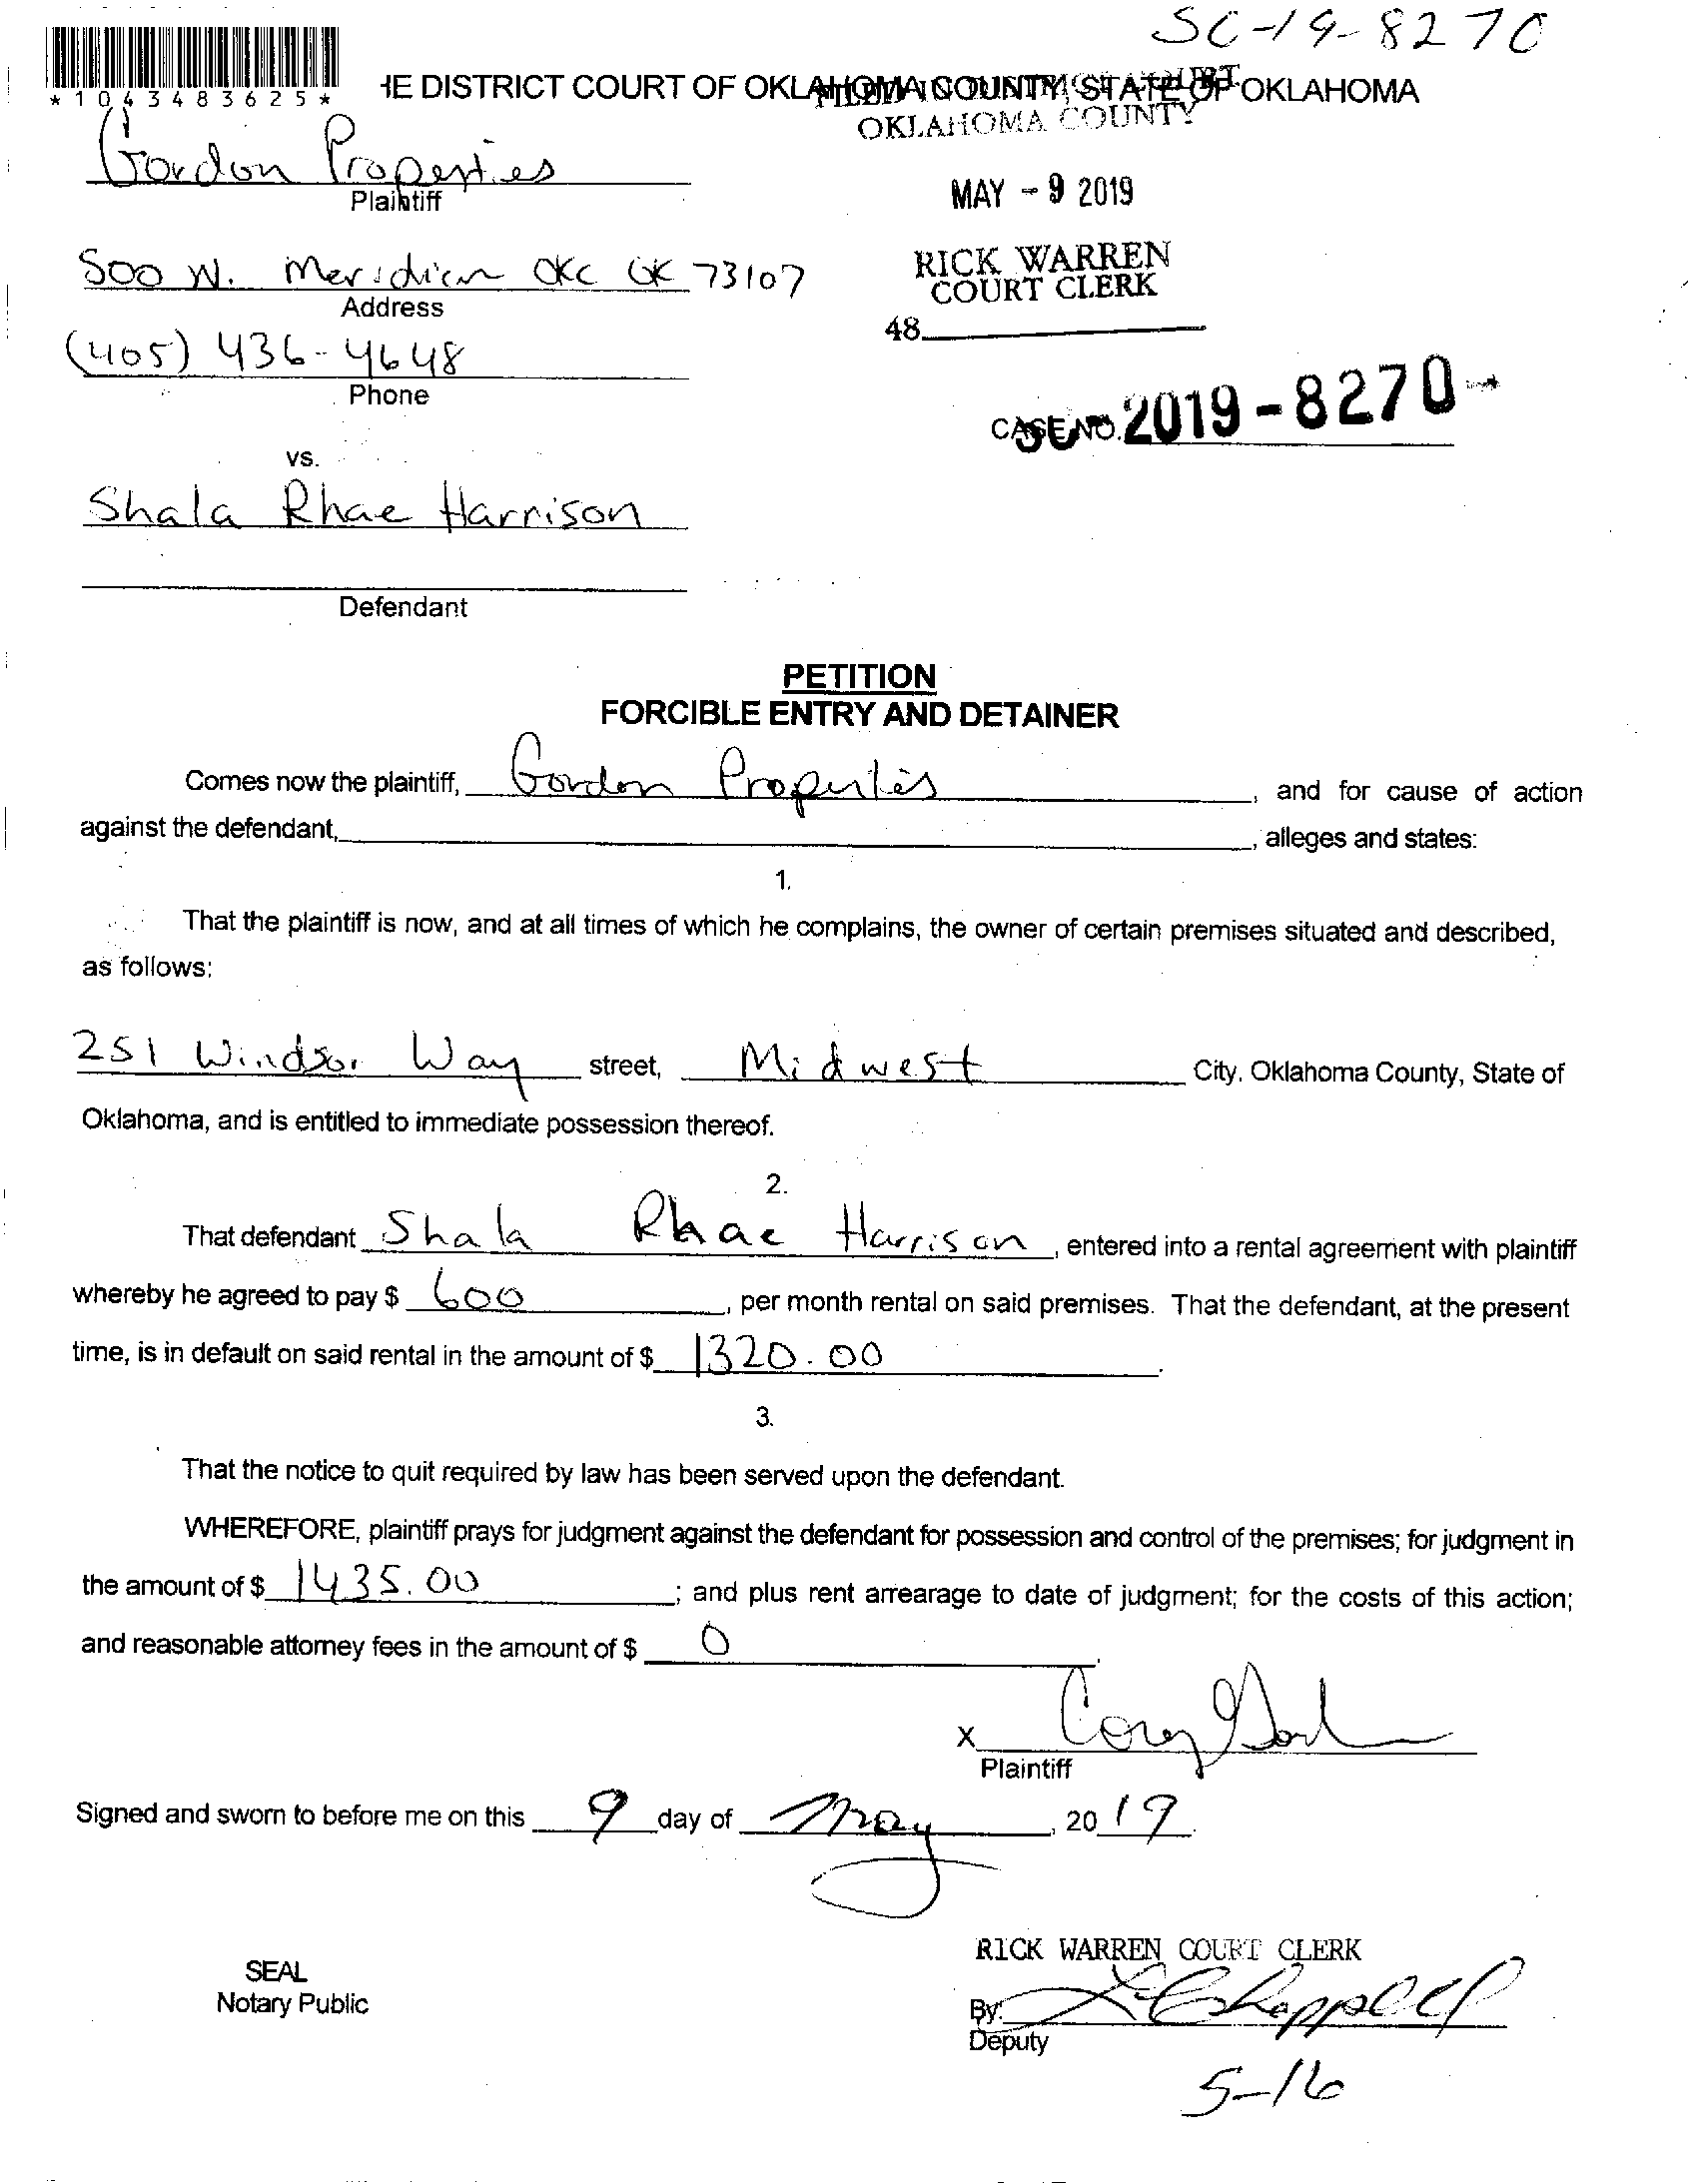 SC-19-8270
*1043483625*
HE DISTRICT COURT OF OKLAHOMA COUNTY, STATE OF OKLAHOMA
FILED IN DISTRICT COURT
OKLAHOMA COUNTY
Gordon Properties
Plaintiff
MAY - 9 2019
500 N. Meridian OKC OK 73107
Address
RICK WARREN
COURT CLERK
48
(405) 436-4648
Phone
CASE NO. 2019-8270
vs.
Shala Rhae Harrison
Defendant
PETITION
FORCIBLE ENTRY AND DETAINER
Comes now the plaintiff, Gordon Properties, and for cause of action
against the defendant, , alleges and states:
1.
That the plaintiff is now, and at all times of which he complains, the owner of certain premises situated and described,
as follows:
251 Windsor Way street, Midwest City, Oklahoma County, State of
Oklahoma, and is entitled to immediate possession thereof.
2.
That defendant Shala Rhae Harrison, entered into a rental agreement with plaintiff
whereby he agreed to pay $ 600, per month rental on said premises. That the defendant, at the present
time, is in default on said rental in the amount of $ 1320.00.
3.
That the notice to quit required by law has been served upon the defendant.
WHEREFORE, plaintiff prays for judgment against the defendant for possession and control of the premises; for judgment in
the amount of $ 1435.00; and plus rent arrearage to date of judgment; for the costs of this action;
and reasonable attorney fees in the amount of $ 0.
X Corey Gordon
Plaintiff
Signed and sworn to before me on this 9 day of May, 2019.
SEAL
Notary Public
RICK WARREN COURT CLERK
By:
Deputy
5-16